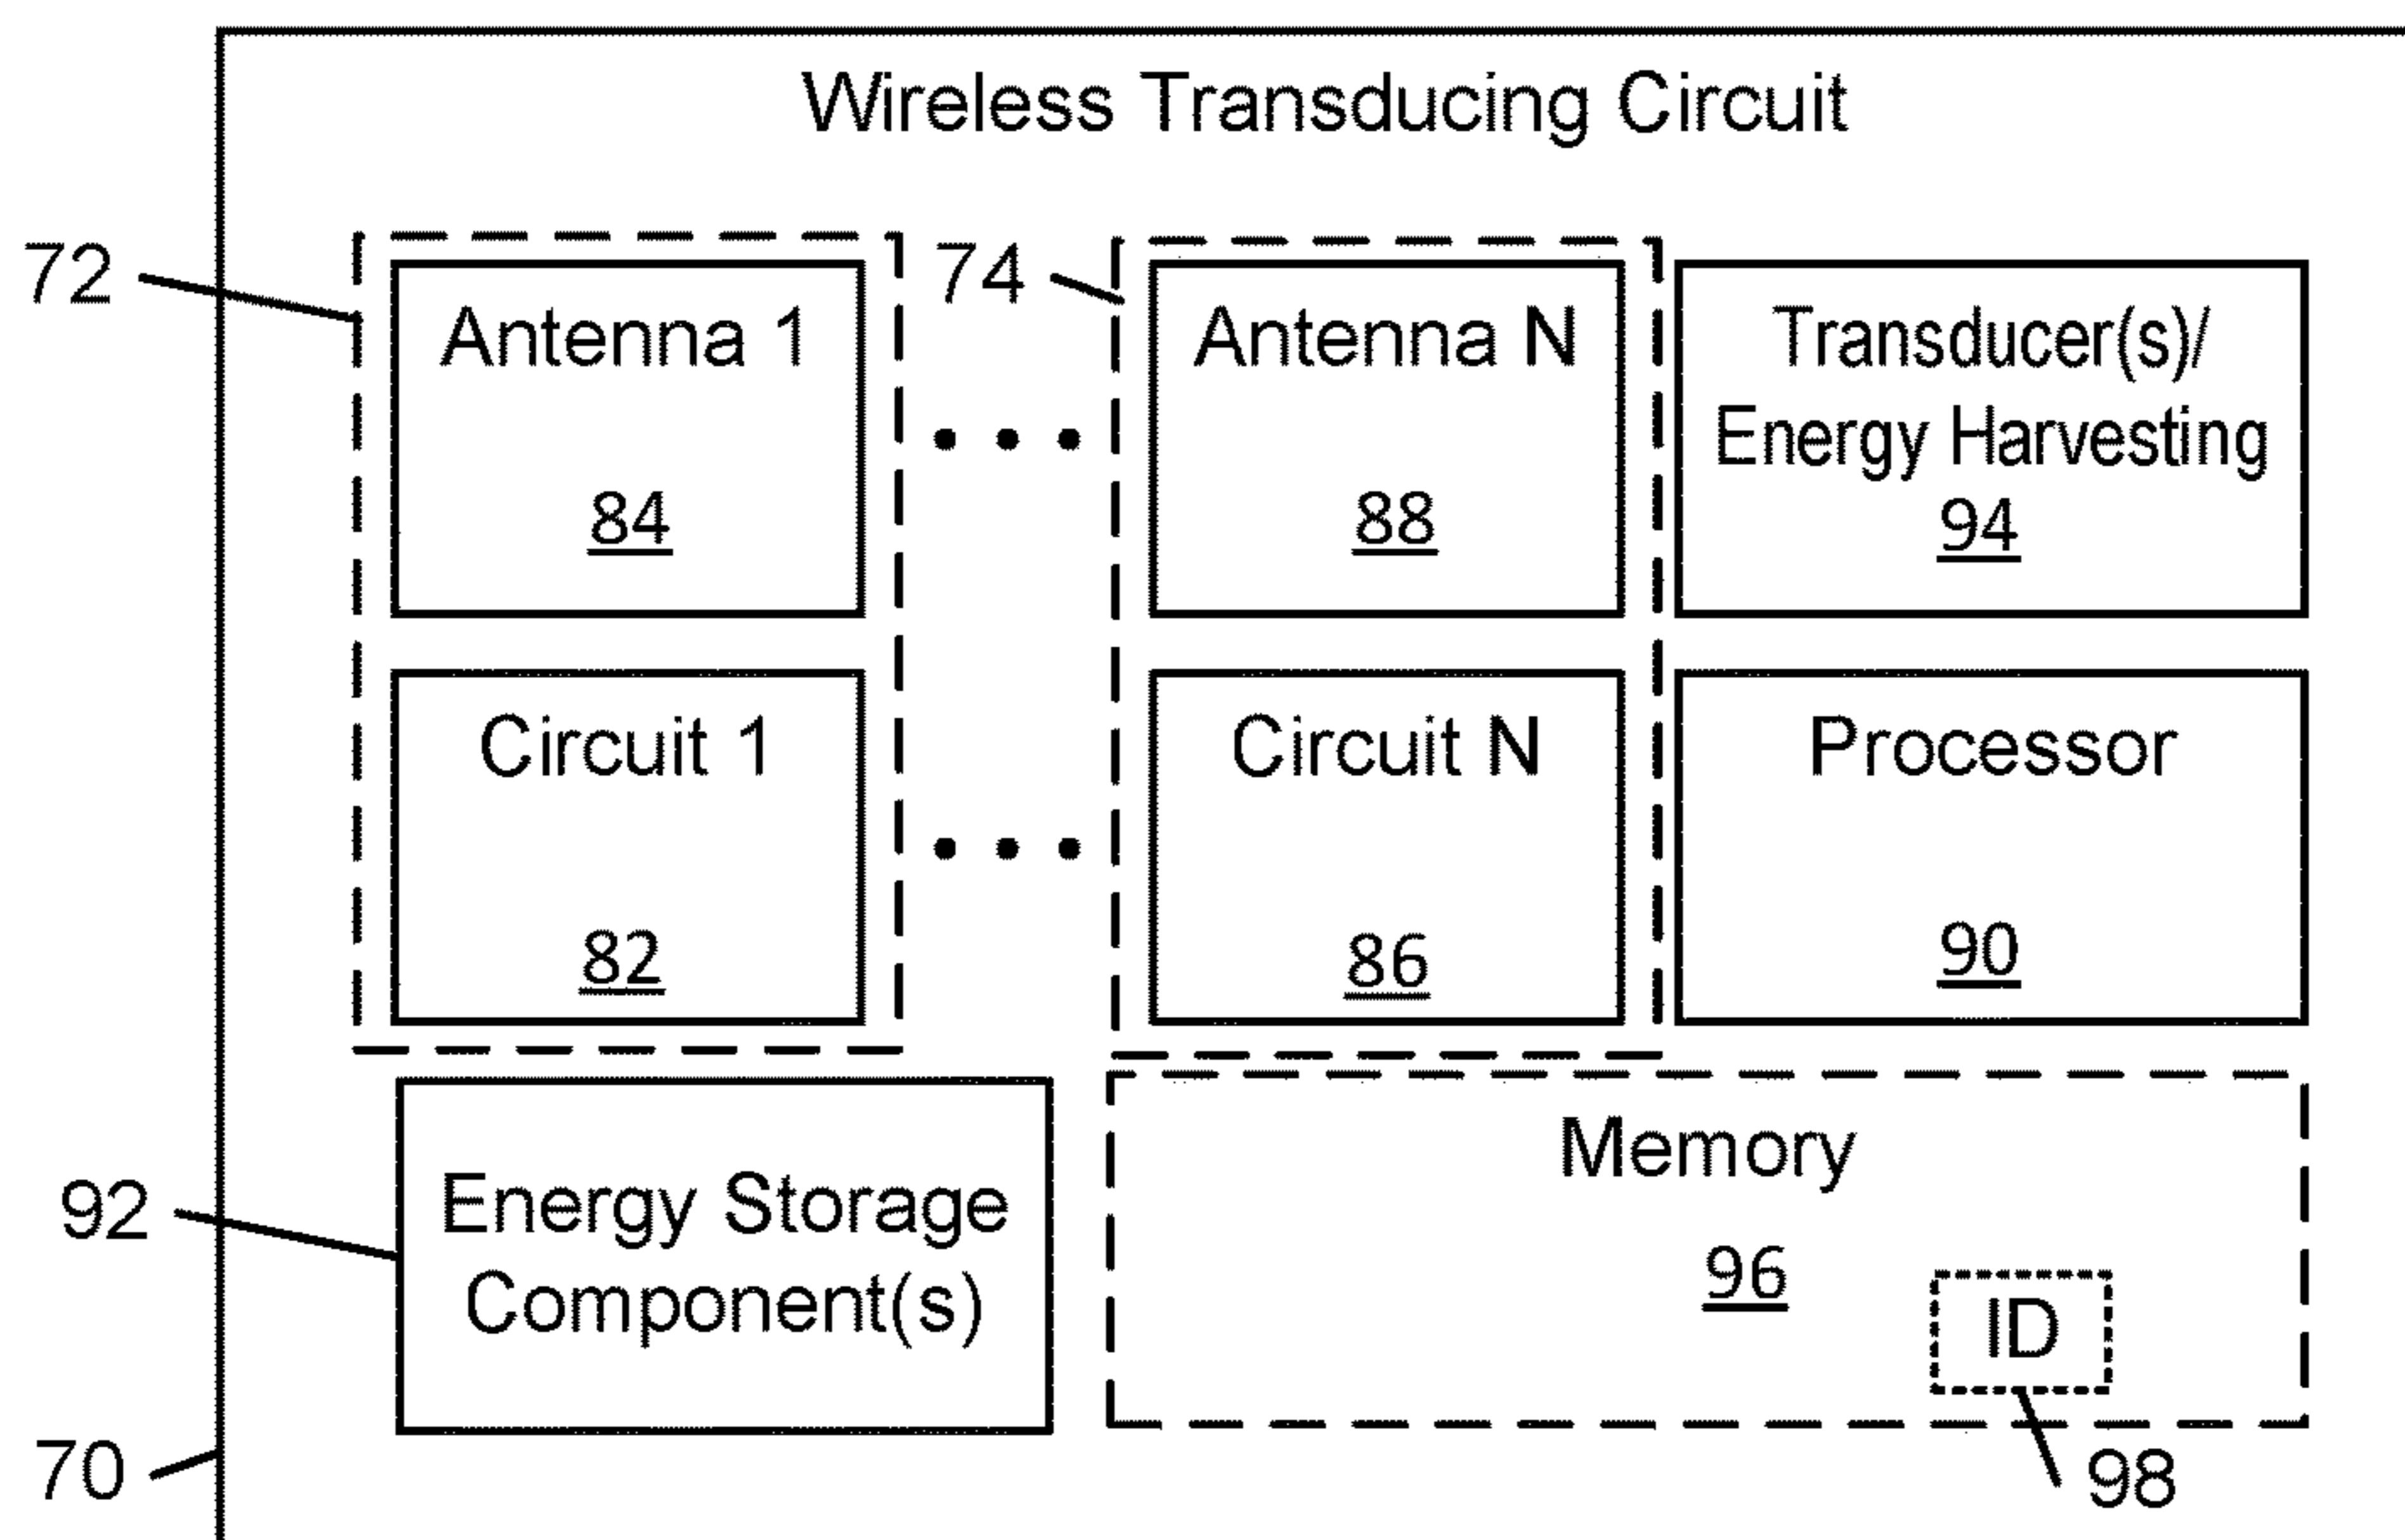 Wireless Transducing Circuit
72
74
Antenna 1
84
Antenna N
88
Transducer(s)/
Energy Harvesting
94
Circuit 1
82
Circuit N
86
Processor
90
92
Energy Storage
Component(s)
Memory
96
ID
70
98